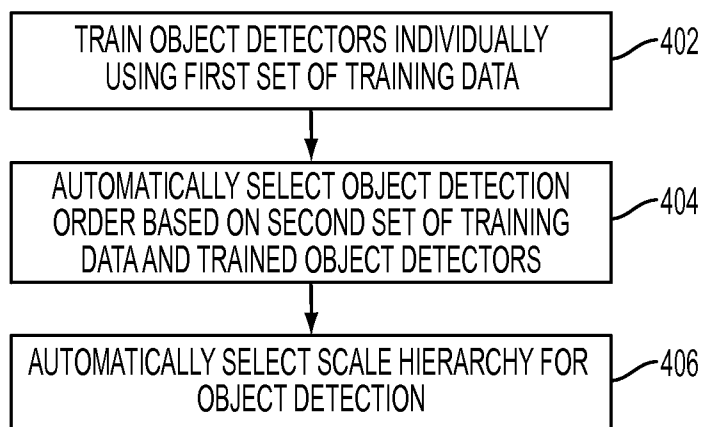 TRAIN OBJECT DETECTORS INDIVIDUALLY
USING FIRST SET OF TRAINING DATA
402
AUTOMATICALLY SELECT OBJECT DETECTION
ORDER BASED ON SECOND SET OF TRAINING
DATA AND TRAINED OBJECT DETECTORS
404
AUTOMATICALLY SELECT SCALE HIERARCHY FOR
OBJECT DETECTION
406